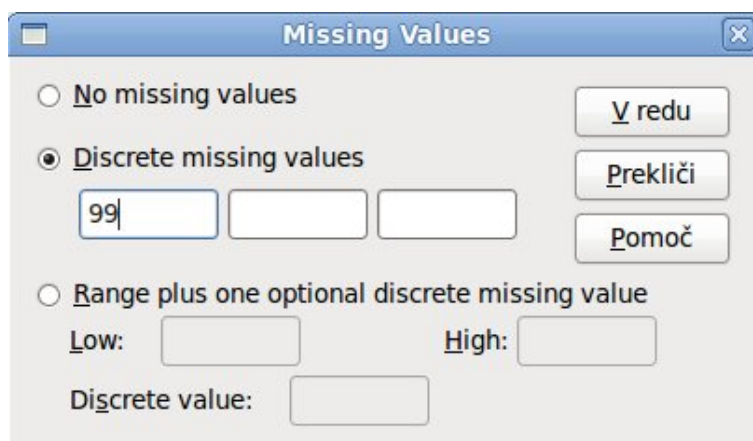 Missing Values
No missing values
V redu
Discrete missing values
Prekliči
99
Pomoč
Range plus one optional discrete missing value
Low: High:
Discrete value: